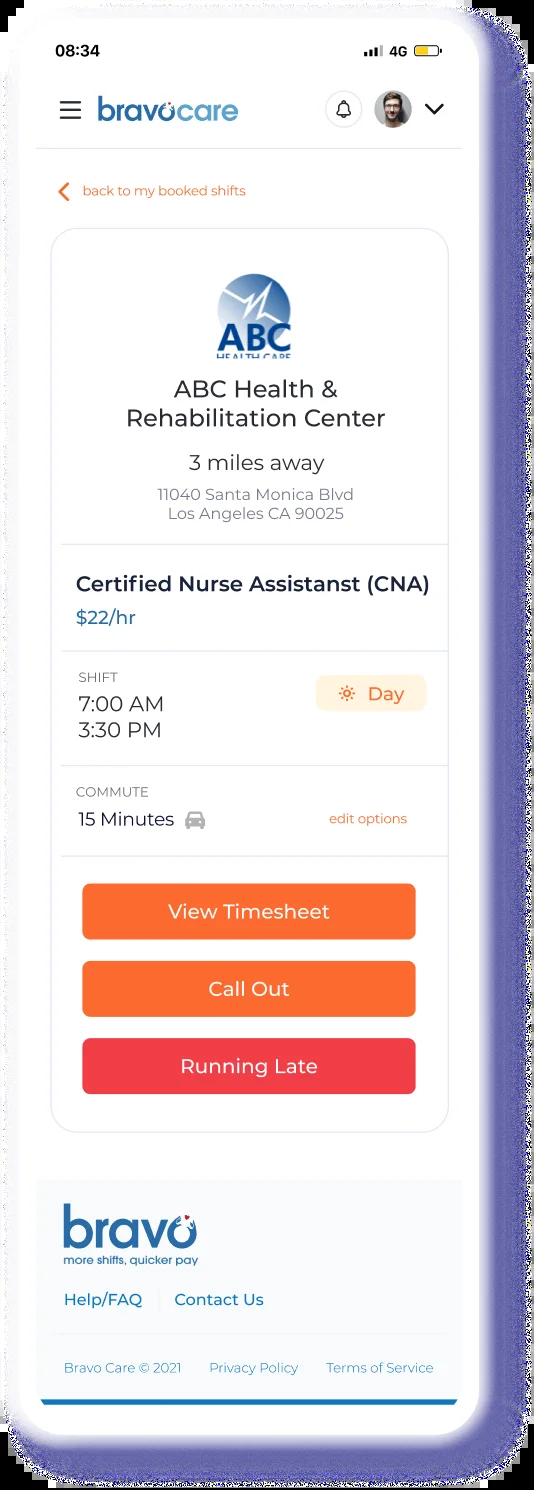 08:34
4G
bravocare
back to my booked shifts
ABC
HEALTH CARE
ABC Health &
Rehabilitation Center
3 miles away
11040 Santa Monica Blvd
Los Angeles CA 90025
Certified Nurse Assistanst (CNA)
$22/hr
SHIFT
7:00 AM
Day
3:30 PM
COMMUTE
15 Minutes
edit options
View Timesheet
Call Out
Running Late
bravo
more shifts, quicker pay
Help/FAQ
Contact Us
Bravo Care © 2021
Privacy Policy
Terms of Service